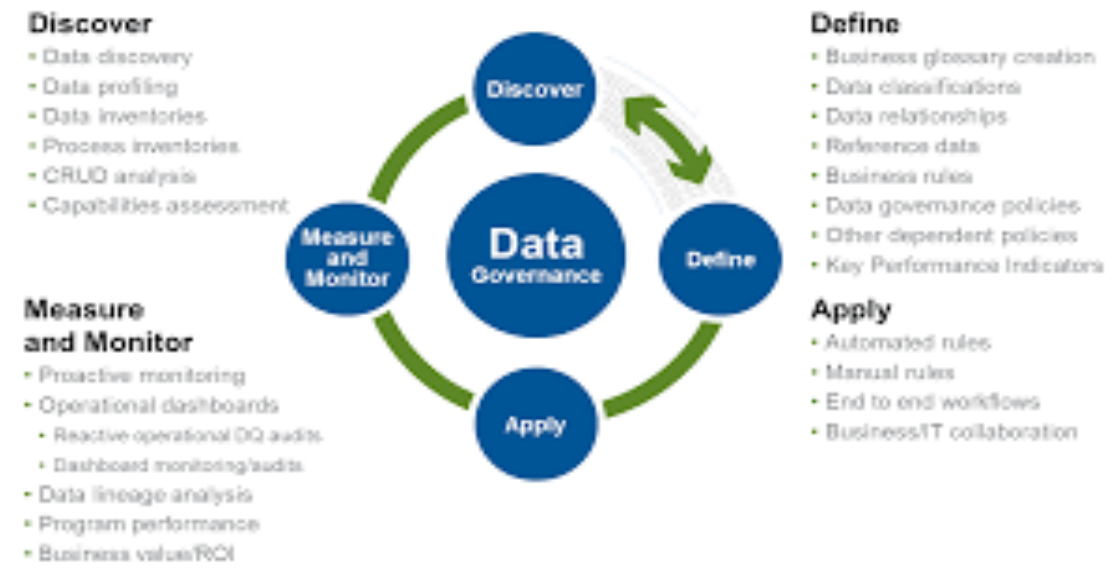 Discover
• Data discovery
• Data profiling
• Data inventories
• Process inventories
• CRUD analysis
• Capabilities assessment
Measure
and Monitor
• Proactive monitoring
• Operational dashboards
• Reactive operational DQ audits
• Dashboard monitoring/audits
• Data lineage analysis
• Program performance
• Business value/ROI
Discover
Measure
and
Monitor
Data
Governance
Define
Apply
Define
• Business glossary creation
• Data classifications
• Data relationships
• Reference data
• Business rules
• Data governance policies
• Other dependent policies
• Key Performance Indicators
Apply
• Automated rules
• Manual rules
• End to end workflows
• Business/IT collaboration